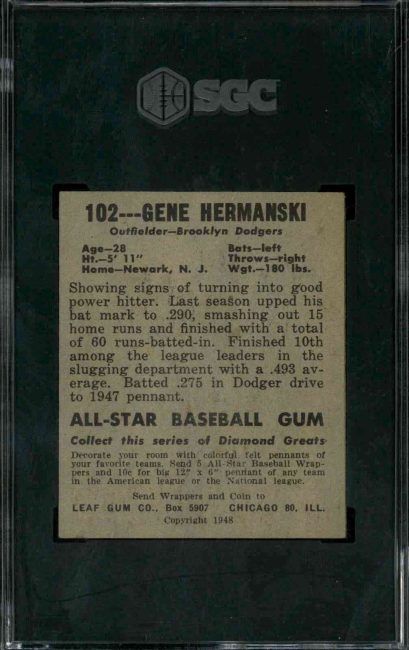 SGC
102---GENE HERMANSKI
Outfielder—Brooklyn Dodgers
Age—28 Bats—left
Ht.—5' 11" Throws—right
Home—Newark, N. J. Wgt.—180 lbs.
Showing signs of turning into good
power hitter. Last season upped his
bat mark to .290, smashing out 15
home runs and finished with a total
of 60 runs-batted-in. Finished 10th
among the league leaders in the
slugging department with a .493 av-
erage. Batted .275 in Dodger drive
to 1947 pennant.
ALL-STAR BASEBALL GUM
Collect this series of Diamond Greats
Decorate your room with colorful felt pennants of
your favorite teams. Send 5 All-Star Baseball Wrap-
pers and 10c for big 12" x 6" pennant of any team
in the American league or the National league.
Send Wrappers and Coin to
LEAF GUM CO., Box 5907 CHICAGO 80, ILL.
Copyright 1948